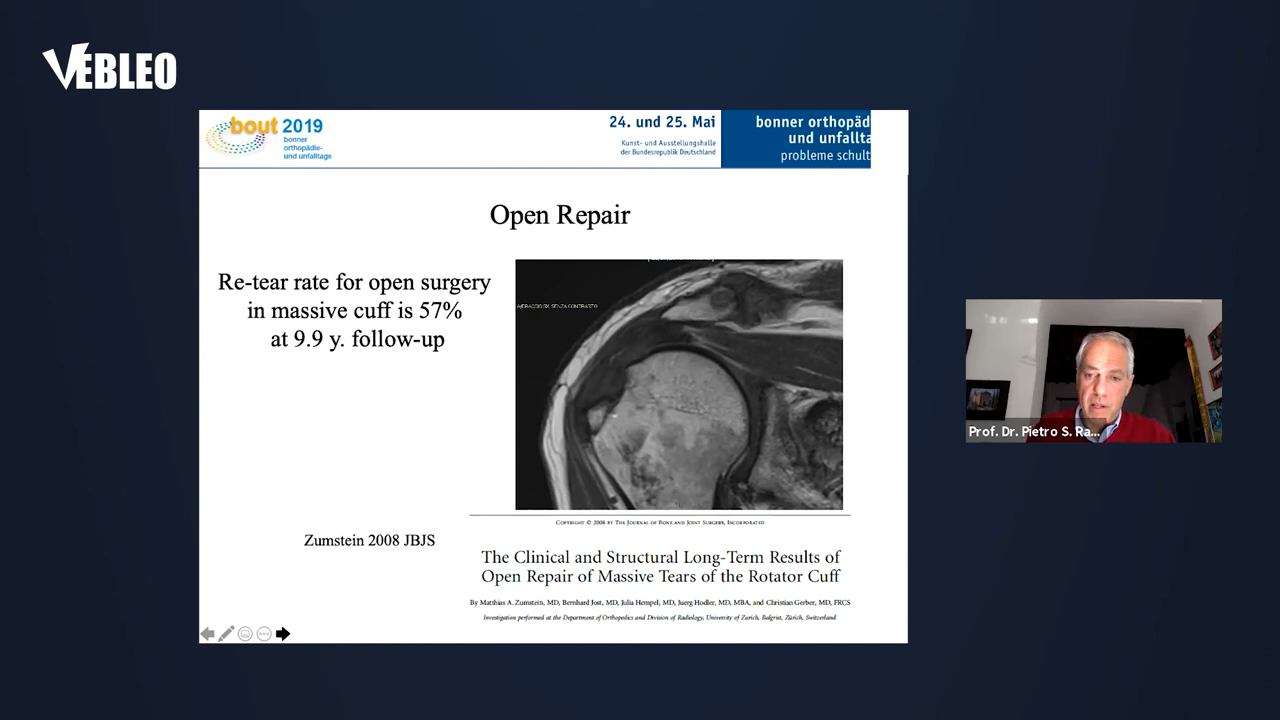 VEBLEO
bout 2019
bonner
orthopädie-
und unfalltage
24. und 25. Mai
Kunst- und Ausstellungshalle
der Bundesrepublik Deutschland
bonner orthopäd
und unfallta
probleme schult
Open Repair
Re-tear rate for open surgery
in massive cuff is 57%
at 9.9 y. follow-up
Zumstein 2008 JBJS
COPYRIGHT © 2008 BY THE JOURNAL OF BONE AND JOINT SURGERY, INCORPORATED
The Clinical and Structural Long-Term Results of
Open Repair of Massive Tears of the Rotator Cuff
By Matthias A. Zumstein, MD, Bernhard Jost, MD, Julia Hempel, MD, Juerg Hodler, MD, MBA, and Christian Gerber, MD, FRCS
Investigation performed at the Department of Orthopedics and Division of Radiology, University of Zurich, Balgrist, Zürich, Switzerland
Prof. Dr. Pietro S. Ra...